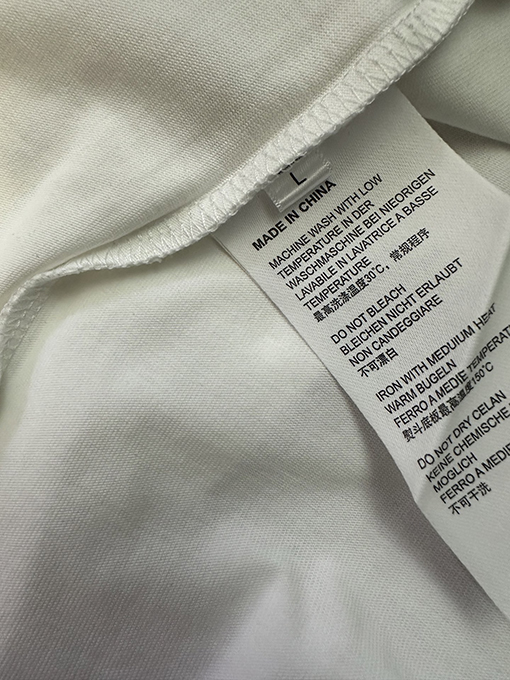 L
MADE IN CHINA
MACHINE WASH WITH LOW
TEMPERATURE IN DER
WASCHMASCHINE BEI NIEORIGEN
LAVABILE IN LAVATRICE A BASSE
TEMPERATURE
最高洗涤温度30°C，常规程序
DO NOT BLEACH
BLEICHEN NICHT ERLAUBT
NON CANDEGGIARE
不可漂白
IRON WITH MEDUIUM HEAT
WARM BUGELN
FERRO A MEDIE TEMPERAT
熨斗底板最高温度150°C
DO NOT DRY CELAN
KEINE CHEMISCHE
MOGLICH
FERRO A MEDIE
不可干洗